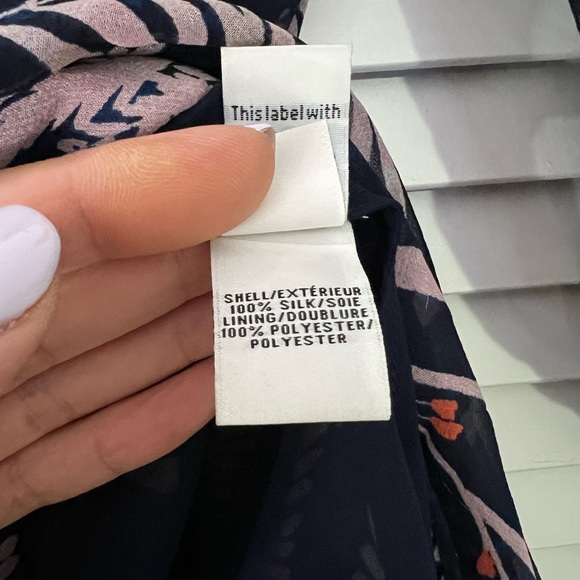 This label with
SHELL/EXTÉRIEUR
100% SILK/SOIE
LINING/DOUBLURE
100% POLYESTER/
POLYESTER